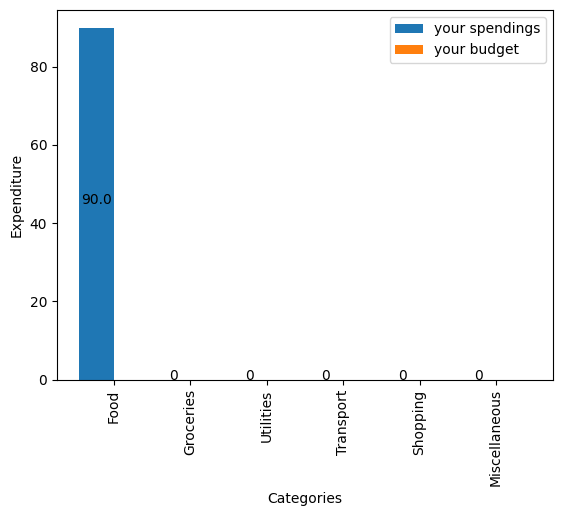 your spendings
your budget
Expenditure
80
60
40
20
0
90.0
0
0
0
0
0
Food
Groceries
Utilities
Transport
Shopping
Miscellaneous
Categories